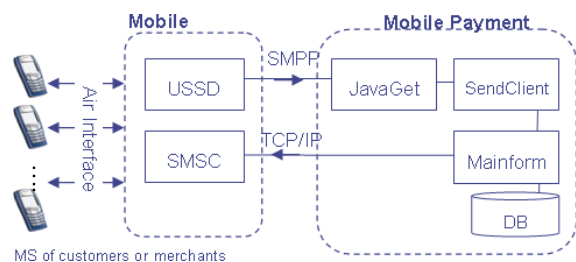 Mobile
Mobile Payment
SMPP
USSD
JavaGet
SendClient
Air Interface
TCP/IP
SMSC
Mainform
DB
MS of customers or merchants